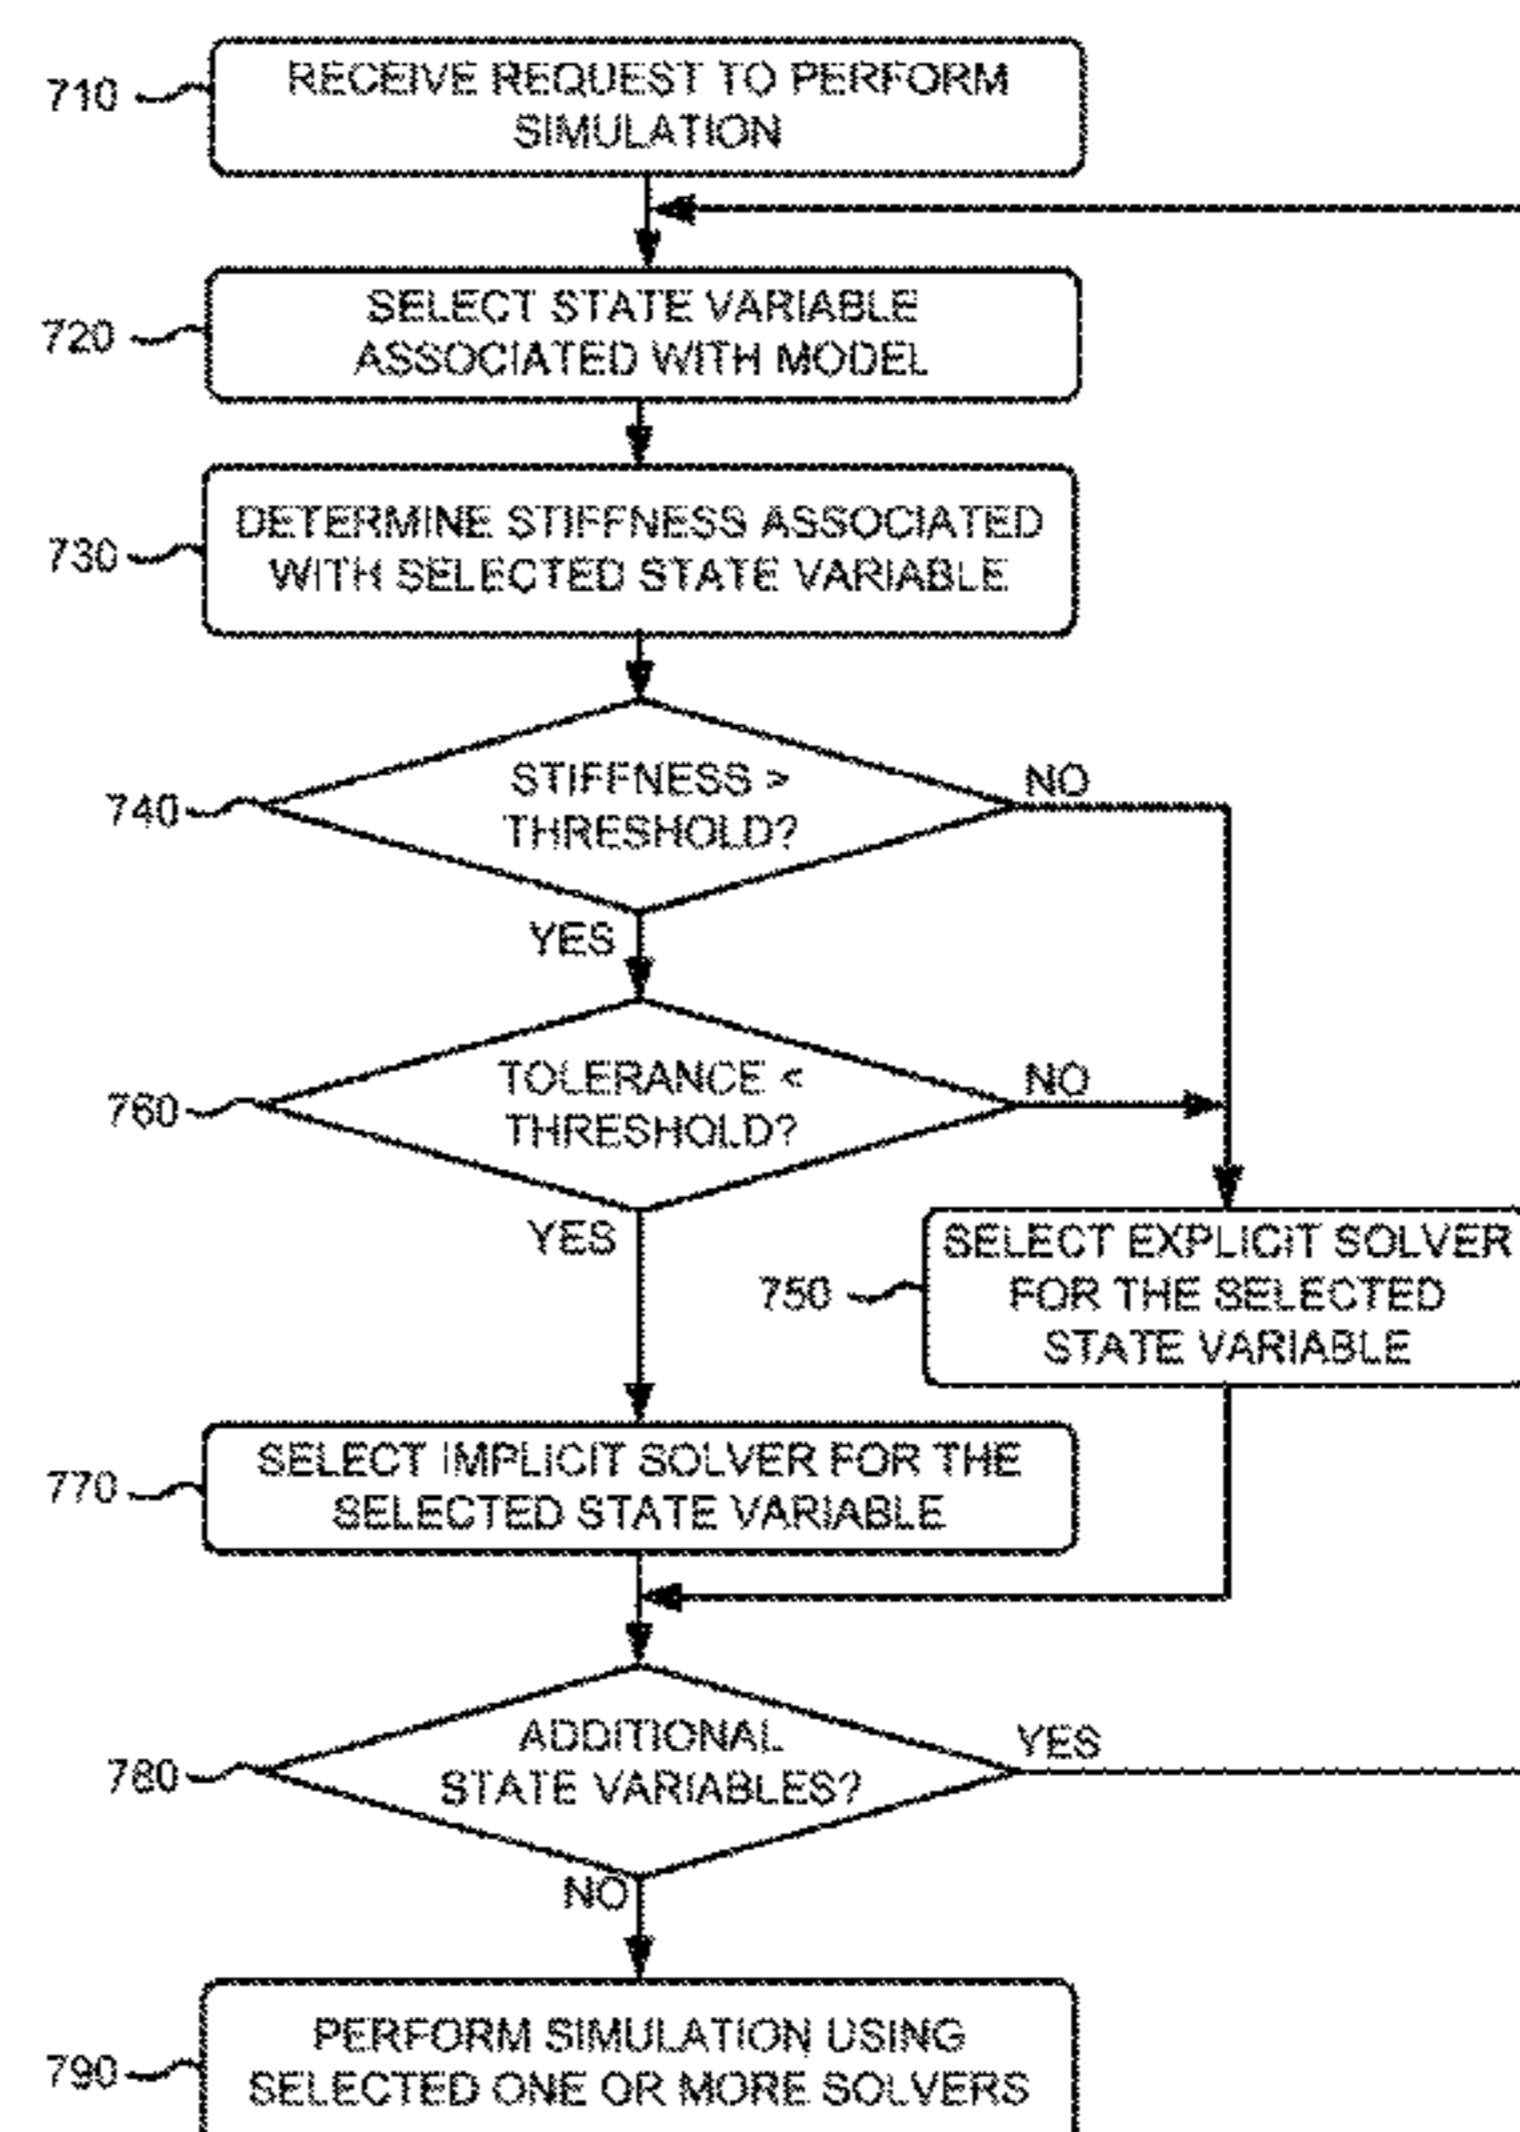 710
RECEIVE REQUEST TO PERFORM
SIMULATION
720
SELECT STATE VARIABLE
ASSOCIATED WITH MODEL
730
DETERMINE STIFFNESS ASSOCIATED
WITH SELECTED STATE VARIABLE
740
STIFFNESS >
THRESHOLD?
NO
YES
760
TOLERANCE <
THRESHOLD?
NO
YES
750
SELECT EXPLICIT SOLVER
FOR THE SELECTED
STATE VARIABLE
770
SELECT IMPLICIT SOLVER FOR THE
SELECTED STATE VARIABLE
780
ADDITIONAL
STATE VARIABLES?
YES
NO
790
PERFORM SIMULATION USING
SELECTED ONE OR MORE SOLVERS